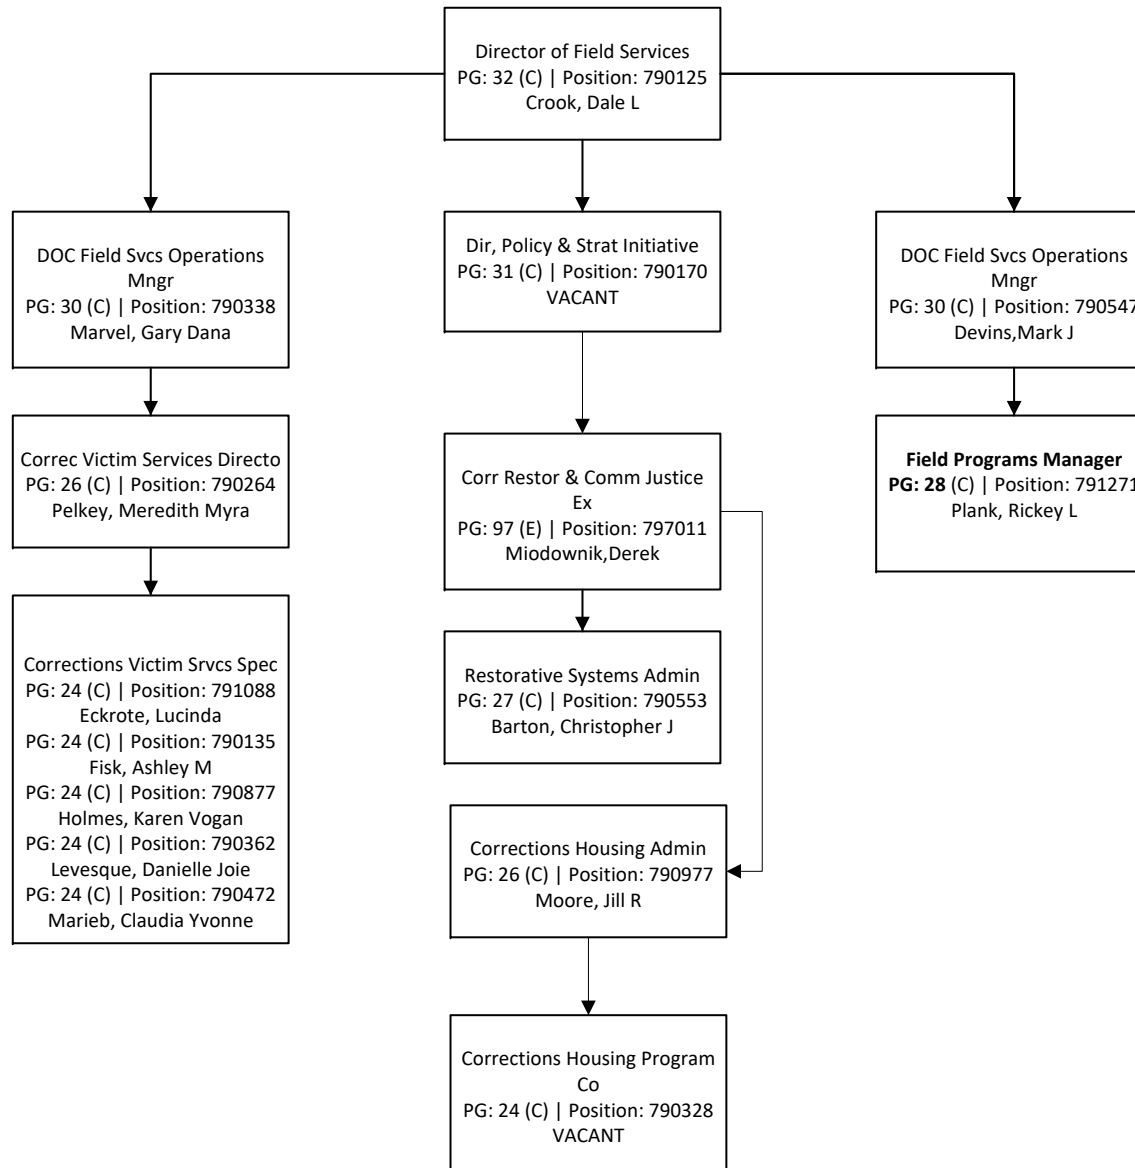 Director of Field Services
PG: 32 (C) | Position: 790125
Crook, Dale L
DOC Field Svcs Operations
Mngr
PG: 30 (C) | Position: 790338
Marvel, Gary Dana
Dir, Policy & Strat Initiative
PG: 31 (C) | Position: 790170
VACANT
DOC Field Svcs Operations
Mngr
PG: 30 (C) | Position: 790547
Devins,Mark J
Correc Victim Services Directo
PG: 26 (C) | Position: 790264
Pelkey, Meredith Myra
Corr Restor & Comm Justice
Ex
PG: 97 (E) | Position: 797011
Miodownik,Derek
Field Programs Manager
PG: 28 (C) | Position: 791271
Plank, Rickey L
Corrections Victim Srvcs Spec
PG: 24 (C) | Position: 791088
Eckrote, Lucinda
PG: 24 (C) | Position: 790135
Fisk, Ashley M
PG: 24 (C) | Position: 790877
Holmes, Karen Vogan
PG: 24 (C) | Position: 790362
Levesque, Danielle Joie
PG: 24 (C) | Position: 790472
Marieb, Claudia Yvonne
Restorative Systems Admin
PG: 27 (C) | Position: 790553
Barton, Christopher J
Corrections Housing Admin
PG: 26 (C) | Position: 790977
Moore, Jill R
Corrections Housing Program
Co
PG: 24 (C) | Position: 790328
VACANT